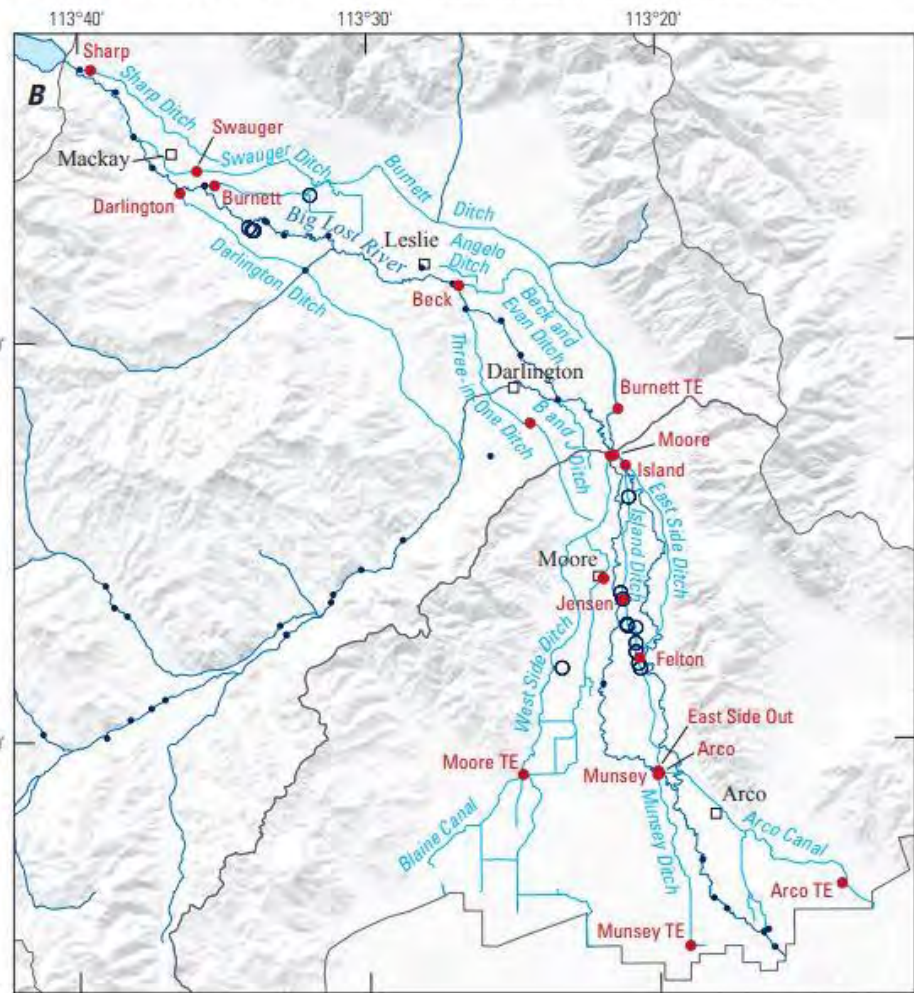 113°40'
113°30'
113°20'
B
Sharp
Sharp Ditch
Swauger
Mackay
Swauger Ditch
Burnett
Darlington
Burnett
Ditch
Big Lost River
Leslie
Angelo
Ditch
Darlington Ditch
Beck
Beck and
Evan Ditch
Three-in One Ditch
Darlington
Burnett TE
B and J Ditch
Moore
Island
East Side Ditch
Island Ditch
Moore
Jensen
West Side Ditch
Felton
East Side Out
Arco
Moore TE
Munsey
Arco
Blaine Canal
Munsey Ditch
Arco Canal
Arco TE
Munsey TE